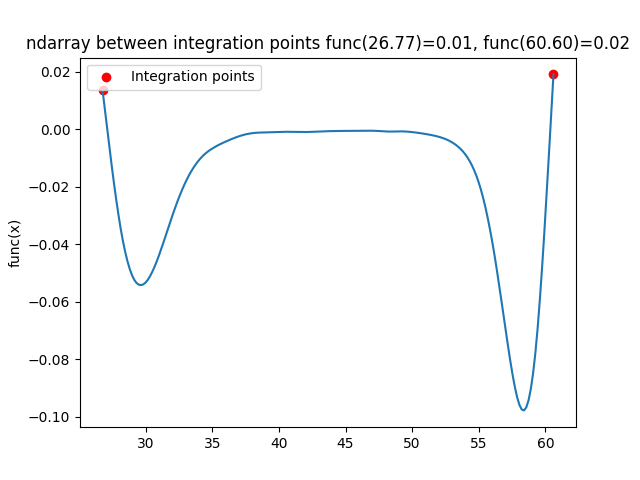 ndarray between integration points func(26.77)=0.01, func(60.60)=0.02
Integration points
func(x)
0.02
0.00
−0.02
−0.04
−0.06
−0.08
−0.10
30 35 40 45 50 55 60